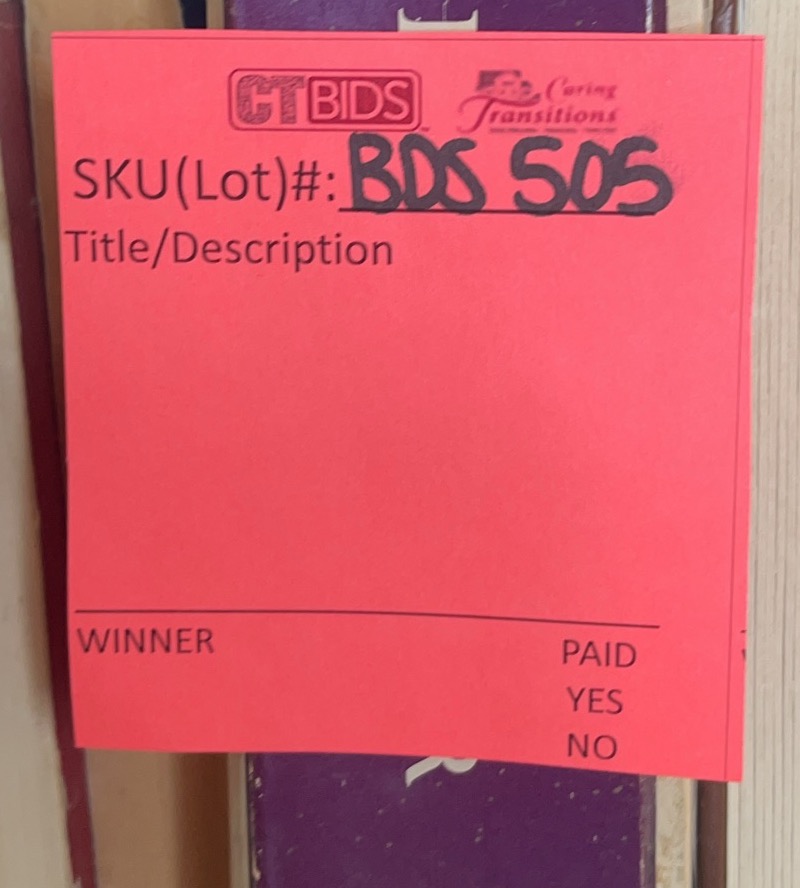 CTBIDS
Caring
Transitions
SKU(Lot)#: BDS 505
Title/Description
WINNER
PAID
YES
NO